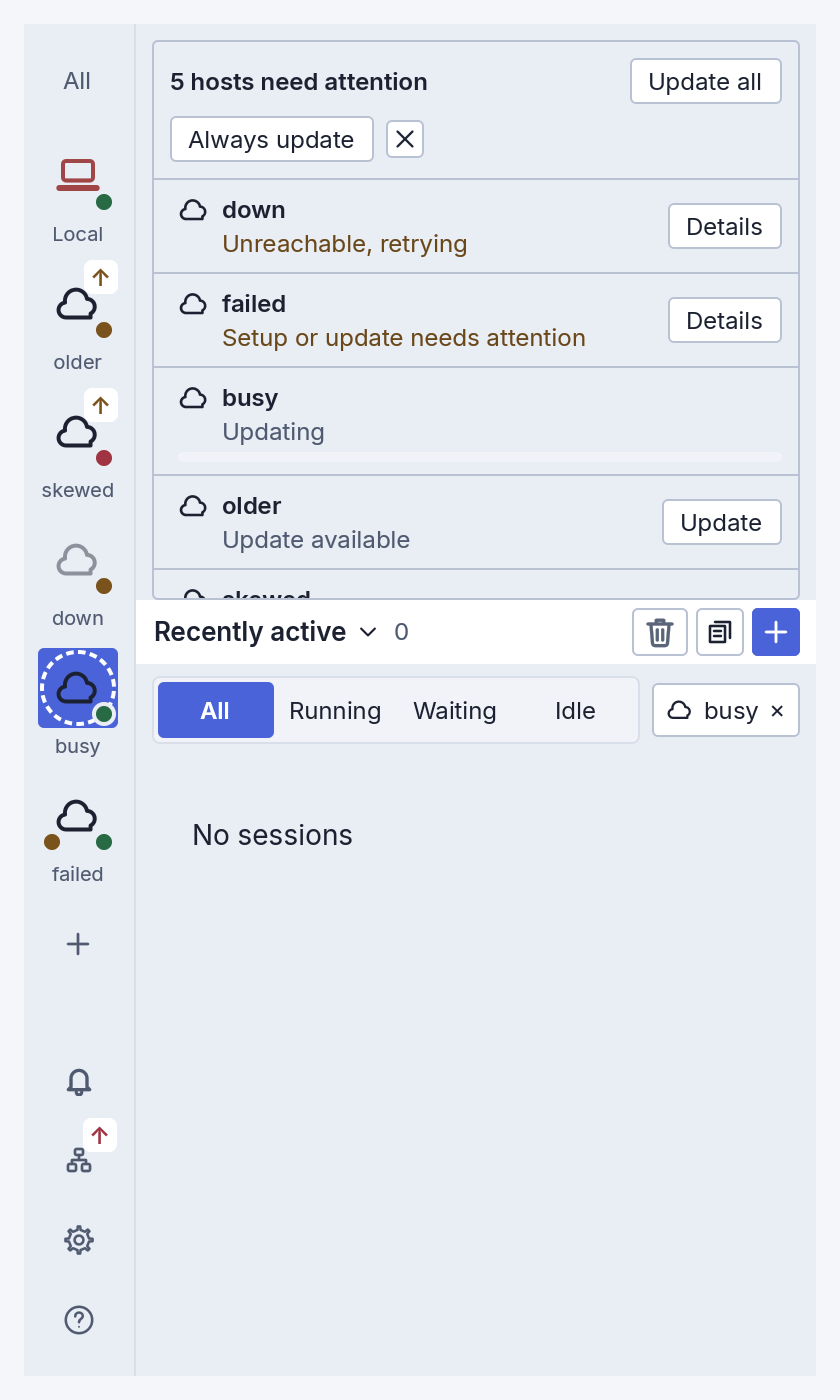 All
Local
older
skewed
down
busy
failed
5 hosts need attention
Update all
Always update
down
Unreachable, retrying
Details
failed
Setup or update needs attention
Details
busy
Updating
older
Update available
Update
skewed
Recently active
0
All
Running
Waiting
Idle
busy ×
No sessions